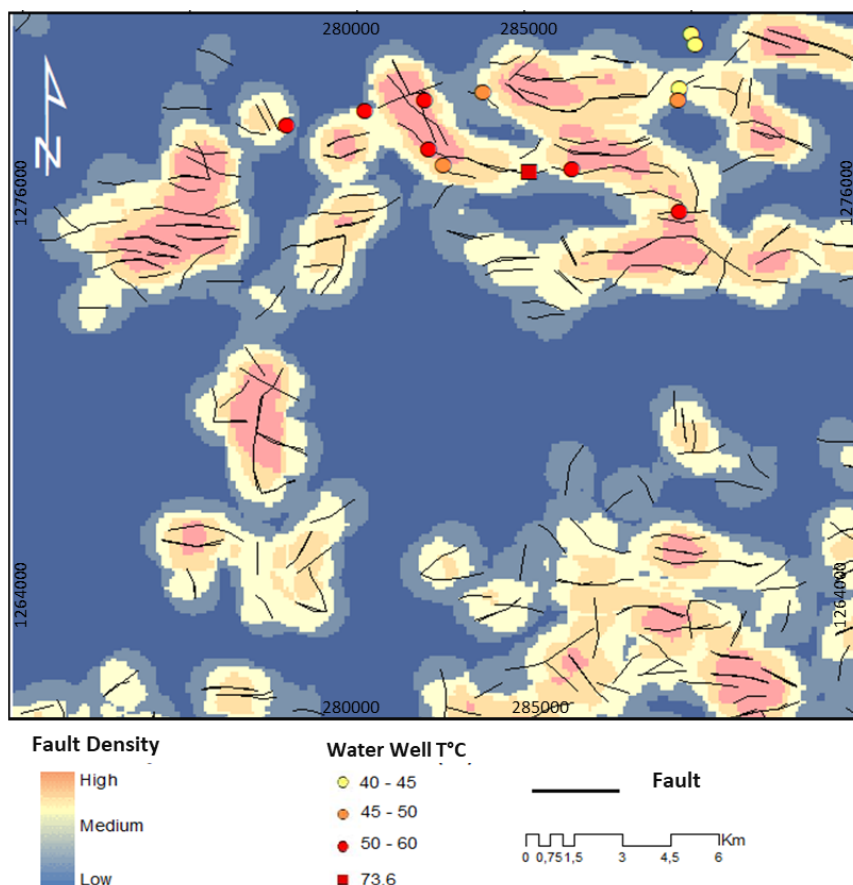 280000 285000
N
1276000 1276000
1264000 1264000
280000 285000
Fault Density
High
Medium
Low
Water Well T°C
40 - 45
45 - 50
50 - 60
73.6
Fault
Km
0 0,75 1,5 3 4,5 6